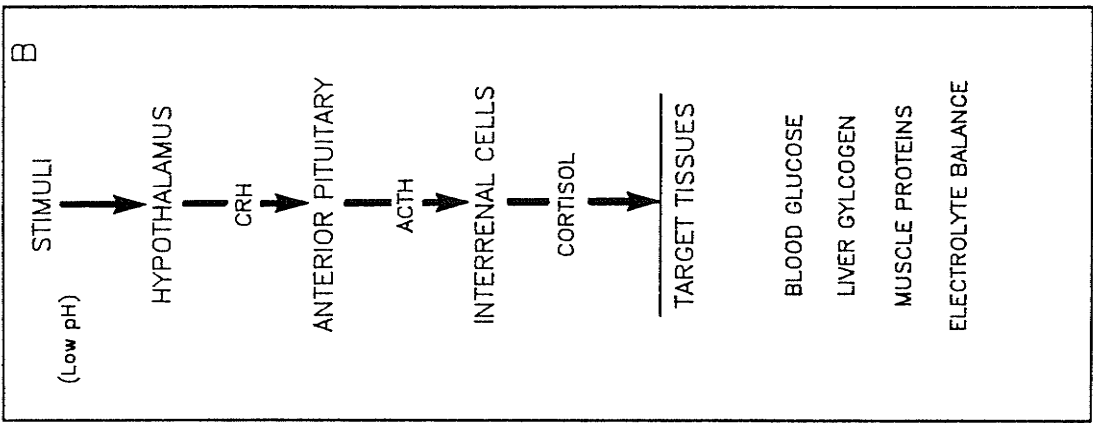 B
STIMULI
(Low pH)
HYPOTHALAMUS
CRH
ANTERIOR PITUITARY
ACTH
INTERRENAL CELLS
CORTISOL
TARGET TISSUES
BLOOD GLUCOSE
LIVER GYLCOGEN
MUSCLE PROTEINS
ELECTROLYTE BALANCE